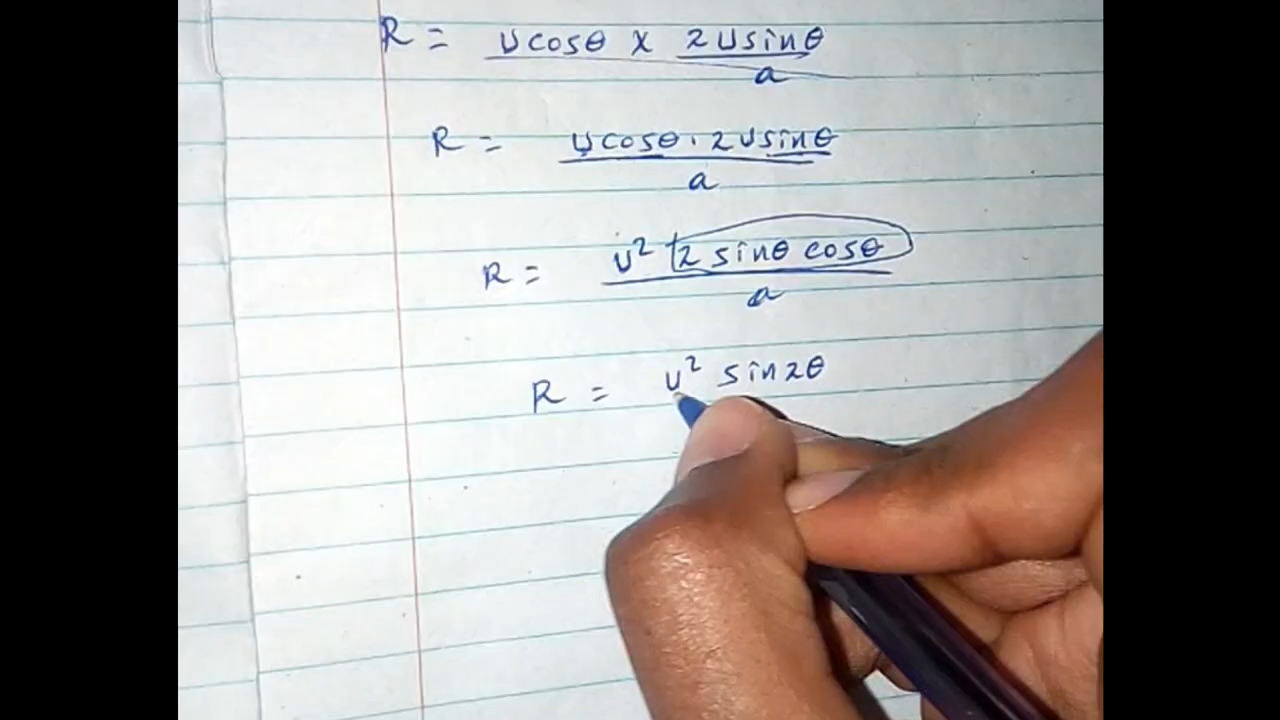 R = ucosθ x 2usinθ
a
R = ucosθ . 2usinθ
a
R = u² 2 sinθ cosθ
a
R = u² sin2θ